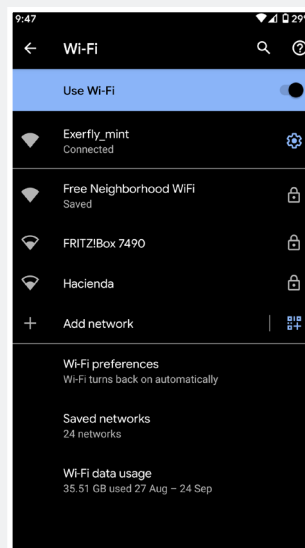 9:47
29%
Wi-Fi
Use Wi-Fi
Exerfly_mint
Connected
Free Neighborhood WiFi
Saved
FRITZ!Box 7490
Hacienda
Add network
Wi-Fi preferences
Wi-Fi turns back on automatically
Saved networks
24 networks
Wi-Fi data usage
35.51 GB used 27 Aug – 24 Sep